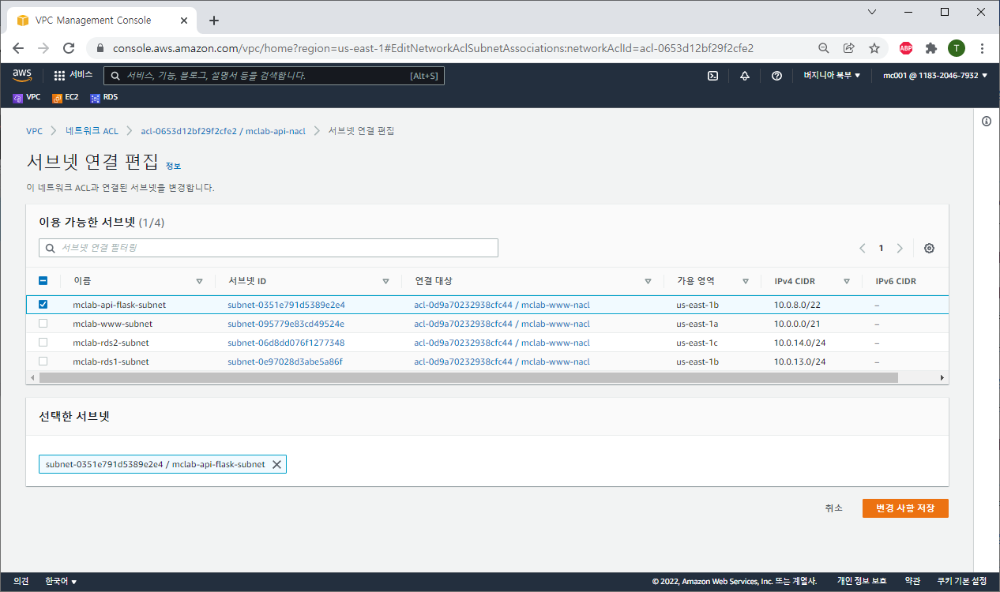 VPC Management Console
console.aws.amazon.com/vpc/home?region=us-east-1#EditNetworkAclSubnetAssociations:networkAclId=acl-0653d12bf29f2cfe2
ABP
T
aws
서비스
서비스, 기능, 블로그, 설명서 등을 검색합니다.
[Alt+S]
버지니아 북부
mc001 @ 1183-2046-7932
VPC EC2 RDS
VPC 네트워크 ACL acl-0653d12bf29f2cfe2 / mclab-api-nacl 서브넷 연결 편집
서브넷 연결 편집 정보
이 네트워크 ACL과 연결된 서브넷을 변경합니다.
이용 가능한 서브넷 (1/4)
서브넷 연결 필터링
1
이름 서브넷 ID 연결 대상 가용 영역 IPv4 CIDR IPv6 CIDR
mclab-api-flask-subnet subnet-0351e791d5389e2e4 acl-0d9a70232938cfc44 / mclab-www-nacl us-east-1b 10.0.8.0/22 –
mclab-www-subnet subnet-095779e83cd49524e acl-0d9a70232938cfc44 / mclab-www-nacl us-east-1a 10.0.0.0/21 –
mclab-rds2-subnet subnet-06d8dd076f1277348 acl-0d9a70232938cfc44 / mclab-www-nacl us-east-1c 10.0.14.0/24 –
mclab-rds1-subnet subnet-0e97028d3abe5a86f acl-0d9a70232938cfc44 / mclab-www-nacl us-east-1b 10.0.13.0/24 –
선택한 서브넷
subnet-0351e791d5389e2e4 / mclab-api-flask-subnet
취소 변경 사항 저장
의견 한국어 © 2022, Amazon Web Services, Inc. 또는 계열사. 개인 정보 보호 약관 쿠키 기본 설정